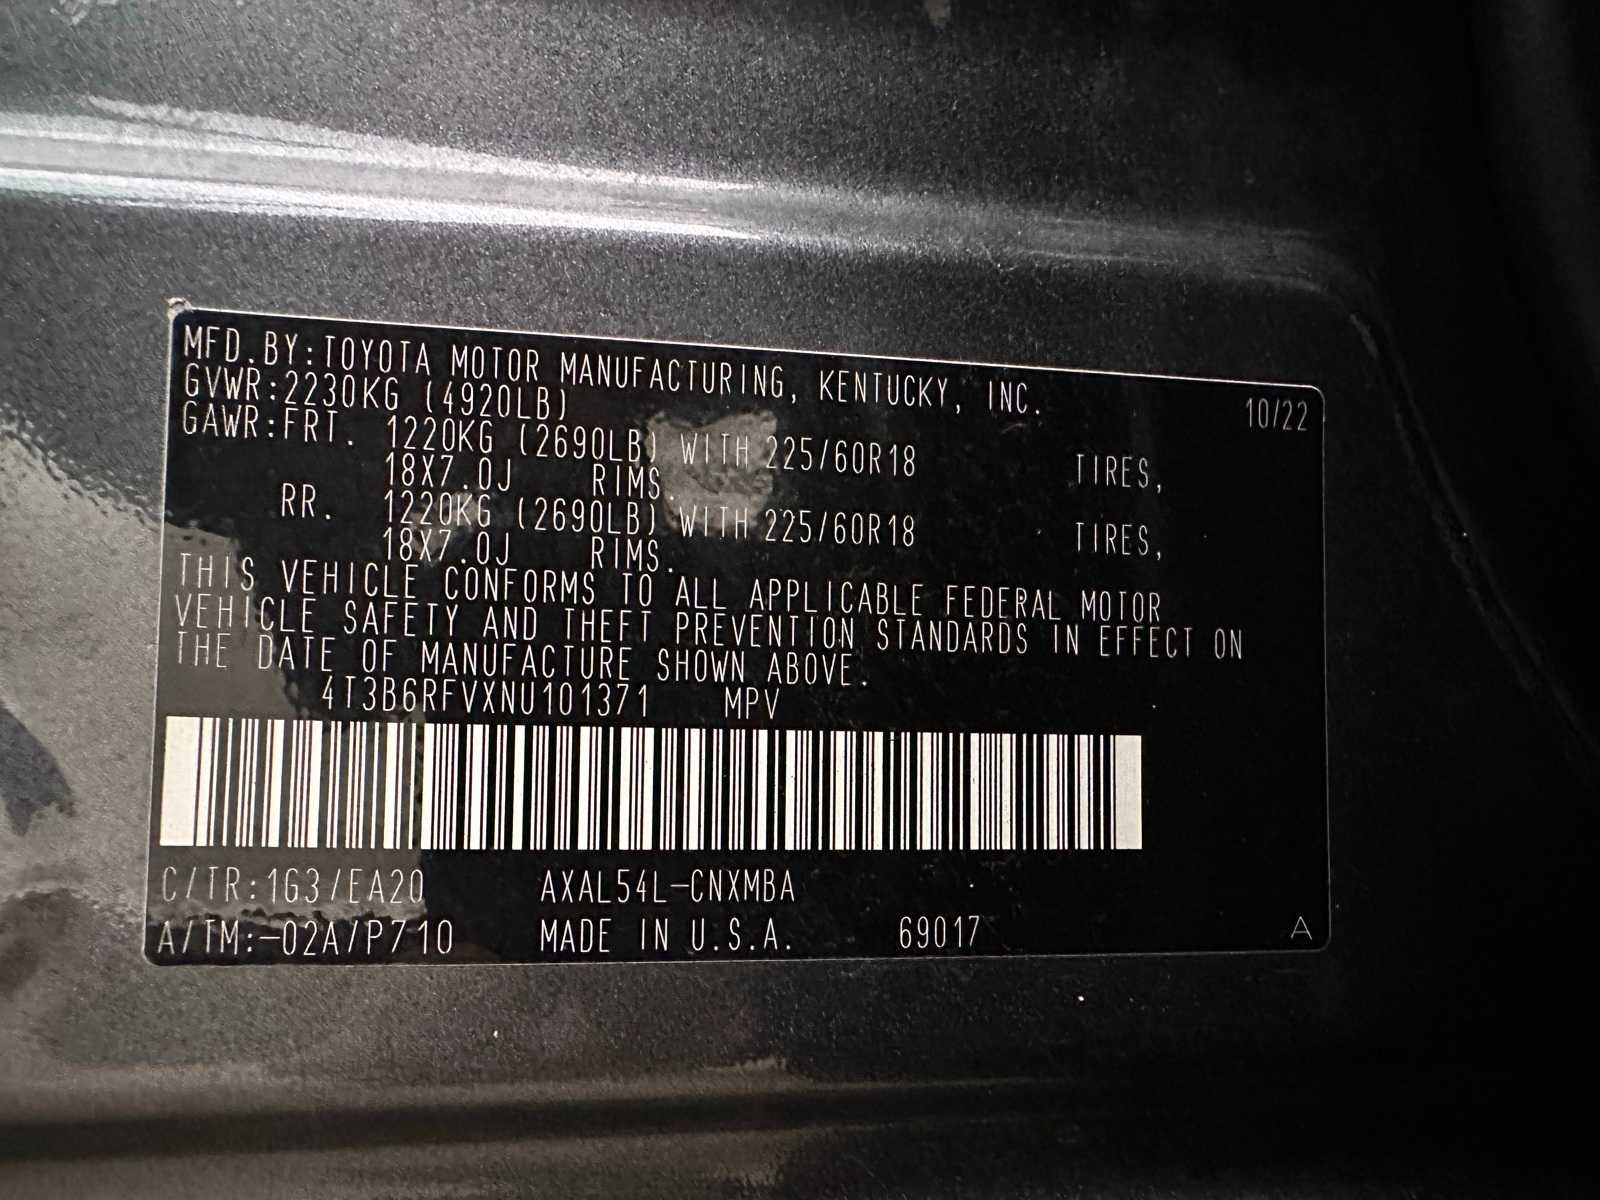 MFD.BY:TOYOTA MOTOR MANUFACTURING, KENTUCKY, INC. 10/22
GVWR:2230KG (4920LB)
GAWR:FRT. 1220KG (2690LB) WITH 225/60R18 TIRES,
18X7.0J RIMS.
RR. 1220KG (2690LB) WITH 225/60R18 TIRES,
18X7.0J RIMS.
THIS VEHICLE CONFORMS TO ALL APPLICABLE FEDERAL MOTOR
VEHICLE SAFETY AND THEFT PREVENTION STANDARDS IN EFFECT ON
THE DATE OF MANUFACTURE SHOWN ABOVE.
4T3B6RFVXNU101371 MPV
C/TR:1G3/EA20 AXAL54L-CNXMBA
A/TM:-02A/P710 MADE IN U.S.A. 69017 A